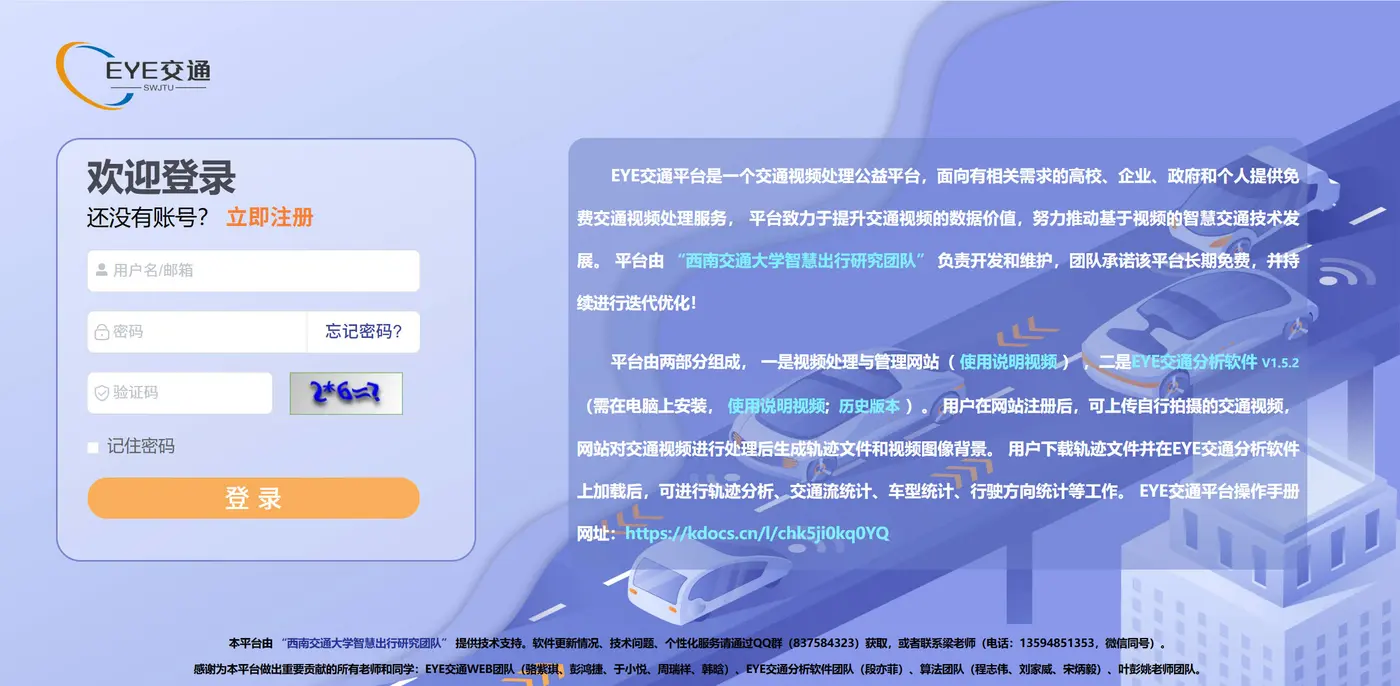 EYE交通
SWJTU
欢迎登录
还没有账号？ 立即注册
用户名/邮箱
密码 忘记密码?
验证码 2*6=?
记住密码
登 录
EYE交通平台是一个交通视频处理公益平台，面向有相关需求的高校、企业、政府和个人提供免
费交通视频处理服务， 平台致力于提升交通视频的数据价值，努力推动基于视频的智慧交通技术发
展。 平台由 “西南交通大学智慧出行研究团队” 负责开发和维护，团队承诺该平台长期免费，并持
续进行迭代优化！
平台由两部分组成， 一是视频处理与管理网站（ 使用说明视频 ） ，二是EYE交通分析软件 V1.5.2
（需在电脑上安装， 使用说明视频; 历史版本 ）。 用户在网站注册后，可上传自行拍摄的交通视频，
网站对交通视频进行处理后生成轨迹文件和视频图像背景。 用户下载轨迹文件并在EYE交通分析软件
上加载后，可进行轨迹分析、交通流统计、车型统计、行驶方向统计等工作。 EYE交通平台操作手册
网址：https://kdocs.cn/l/chk5ji0kq0YQ
本平台由 “西南交通大学智慧出行研究团队” 提供技术支持。软件更新情况、技术问题、个性化服务请通过QQ群（837584323）获取，或者联系梁老师（电话：13594851353，微信同号）。
感谢为本平台做出重要贡献的所有老师和同学：EYE交通WEB团队（骆紫琪、彭鸿捷、于小悦、周瑞祥、韩晗）、EYE交通分析软件团队（段亦菲）、算法团队（程志伟、刘家威、宋炳毅）、叶彭姚老师团队。